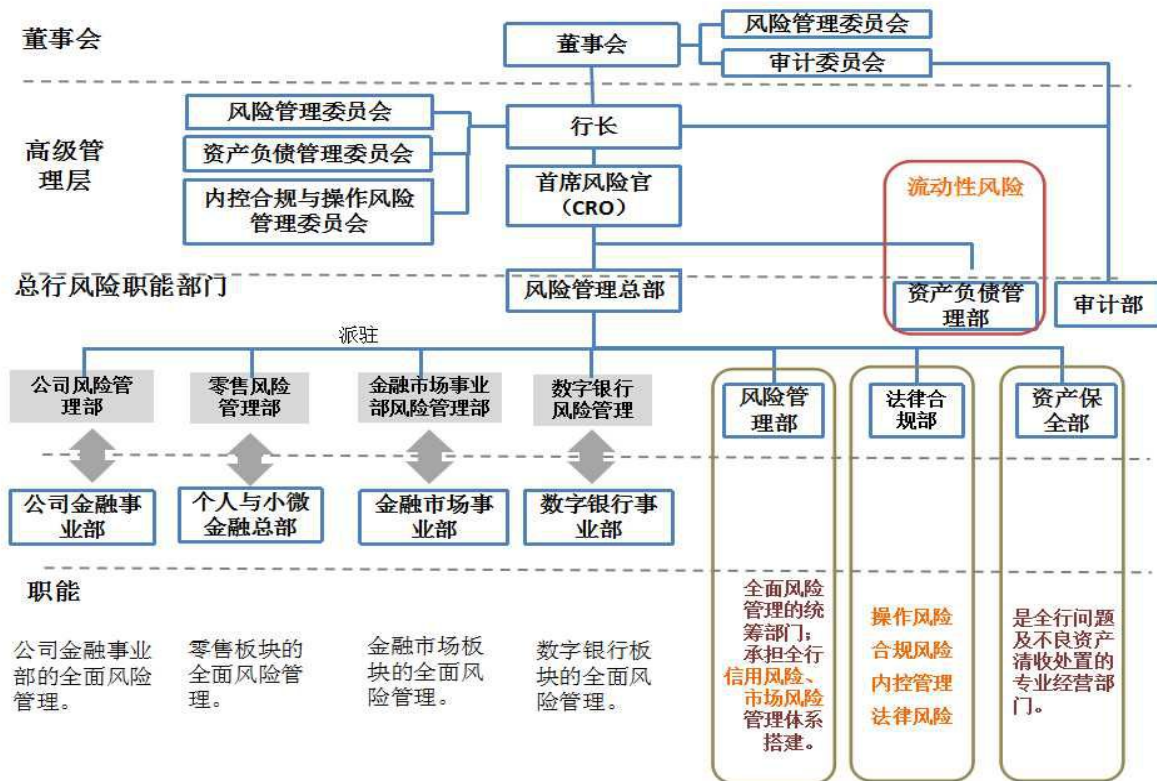 董事会
董事会
风险管理委员会
审计委员会
高级管
理层
风险管理委员会
资产负债管理委员会
内控合规与操作风险
管理委员会
行长
首席风险官
（CRO）
流动性风险
总行风险职能部门
风险管理总部
资产负债管
理部
审计部
派驻
公司风险管
理部
零售风险
管理部
金融市场事业
部风险管理部
数字银行
风险管理
风险管
理部
法律合
规部
资产保
全部
公司金融事
业部
个人与小微
金融总部
金融市场事
业部
数字银行事
业部
职能
公司金融事业
部的全面风险
管理。
零售板块的
全面风险管
理。
金融市场板
块的全面风
险管理。
数字银行板
块的全面风
险管理。
全面风险
管理的统
筹部门；
承担全行
信用风险、
市场风险
管理体系
搭建。
操作风险
合规风险
内控管理
法律风险
是全行问题
及不良资产
清收处置的
专业经营部
门。